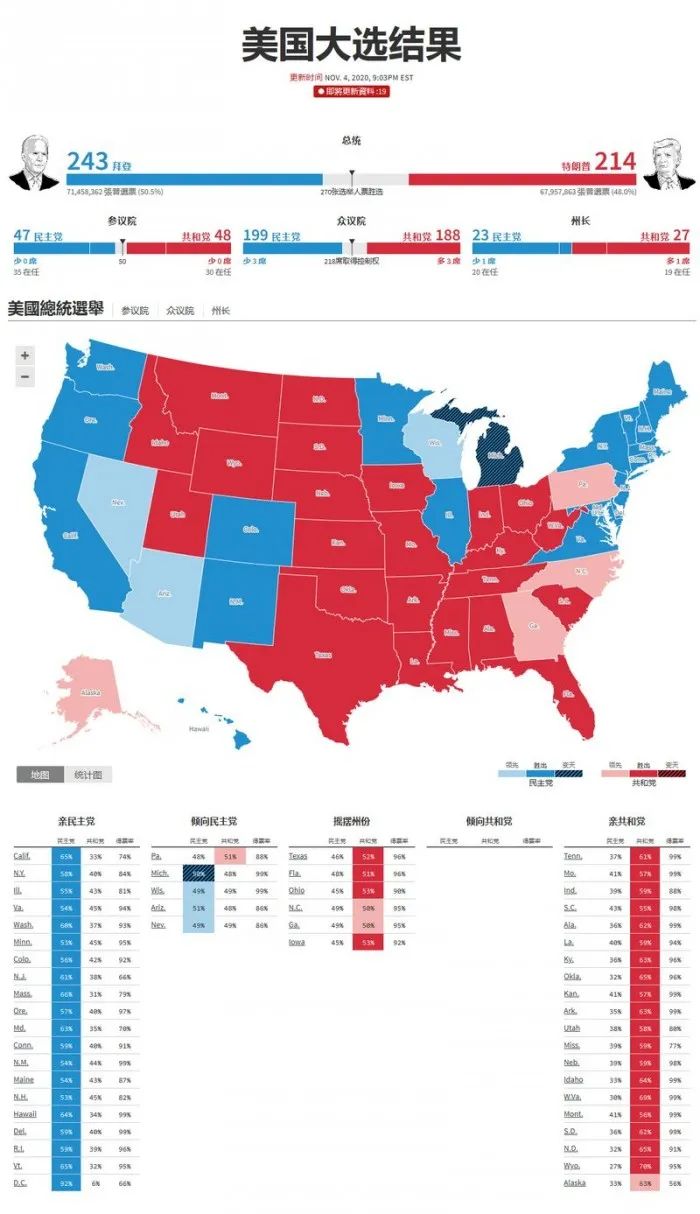 美国大选结果
更新时间 NOV. 4, 2020, 9:03PM EST
即將更新資料 :19
总统
243 拜登
特朗普 214
71,458,362 張普選票 (50.5%)
270张选举人票胜选
67,957,863 張普選票 (48.0%)
参议院
47 民主党
共和党 48
少 0 席
50
少 0 席
35 在任
30 在任
众议院
199 民主党
共和党 188
少 3 席
218席取得控制权
多 3 席
州长
23 民主党
共和党 27
少 1 席
多 1 席
20 在任
19 在任
美國總統選舉
参议院
众议院
州长
+
−
Wash.
Mont.
N.D.
Minn.
Maine
Ore.
Idaho
S.D.
Wis.
Mich.
Vt.
N.H.
N.Y.
Mass.
Conn.
Wyo.
Neb.
Iowa
Pa.
Nev.
Utah
Colo.
Ill.
Ind.
Ohio
W.Va.
Va.
Calif.
Kan.
Mo.
Ky.
Ariz.
N.M.
Okla.
Ark.
Tenn.
N.C.
S.C.
Texas
La.
Miss.
Ala.
Ga.
Fla.
Alaska
Hawaii
地图
统计图
领先 胜出 变天
民主党
领先 胜出 变天
共和党
亲民主党
民主党 共和党 得票率
Calif. 65% 33% 74%
N.Y. 58% 40% 84%
Ill. 55% 43% 81%
Va. 54% 45% 94%
Wash. 60% 37% 93%
Minn. 53% 45% 95%
Colo. 56% 42% 92%
N.J. 61% 38% 66%
Mass. 66% 31% 79%
Ore. 57% 40% 97%
Md. 63% 35% 70%
Conn. 59% 40% 91%
N.M. 54% 44% 99%
Maine 54% 43% 87%
N.H. 53% 45% 82%
Hawaii 64% 34% 99%
Del. 59% 40% 99%
R.I. 59% 39% 96%
Vt. 65% 32% 95%
D.C. 92% 6% 66%
倾向民主党
民主党 共和党 得票率
Pa. 48% 51% 88%
Mich. 50% 48% 99%
Wis. 49% 49% 99%
Ariz. 51% 48% 86%
Nev. 49% 49% 86%
摇摆州份
民主党 共和党 得票率
Texas 46% 52% 96%
Fla. 48% 51% 96%
Ohio 45% 53% 90%
N.C. 49% 50% 95%
Ga. 49% 50% 95%
Iowa 45% 53% 92%
倾向共和党
民主党 共和党 得票率
亲共和党
民主党 共和党 得票率
Tenn. 37% 61% 99%
Mo. 41% 57% 99%
Ind. 39% 59% 88%
S.C. 43% 55% 98%
Ala. 36% 62% 99%
La. 40% 59% 94%
Ky. 36% 63% 96%
Okla. 32% 65% 96%
Kan. 41% 57% 99%
Ark. 35% 63% 99%
Utah 38% 58% 80%
Miss. 39% 59% 77%
Neb. 39% 59% 98%
Idaho 33% 64% 99%
W.Va. 30% 69% 99%
Mont. 41% 56% 99%
S.D. 36% 62% 99%
N.D. 32% 65% 91%
Wyo. 27% 70% 95%
Alaska 33% 63% 56%